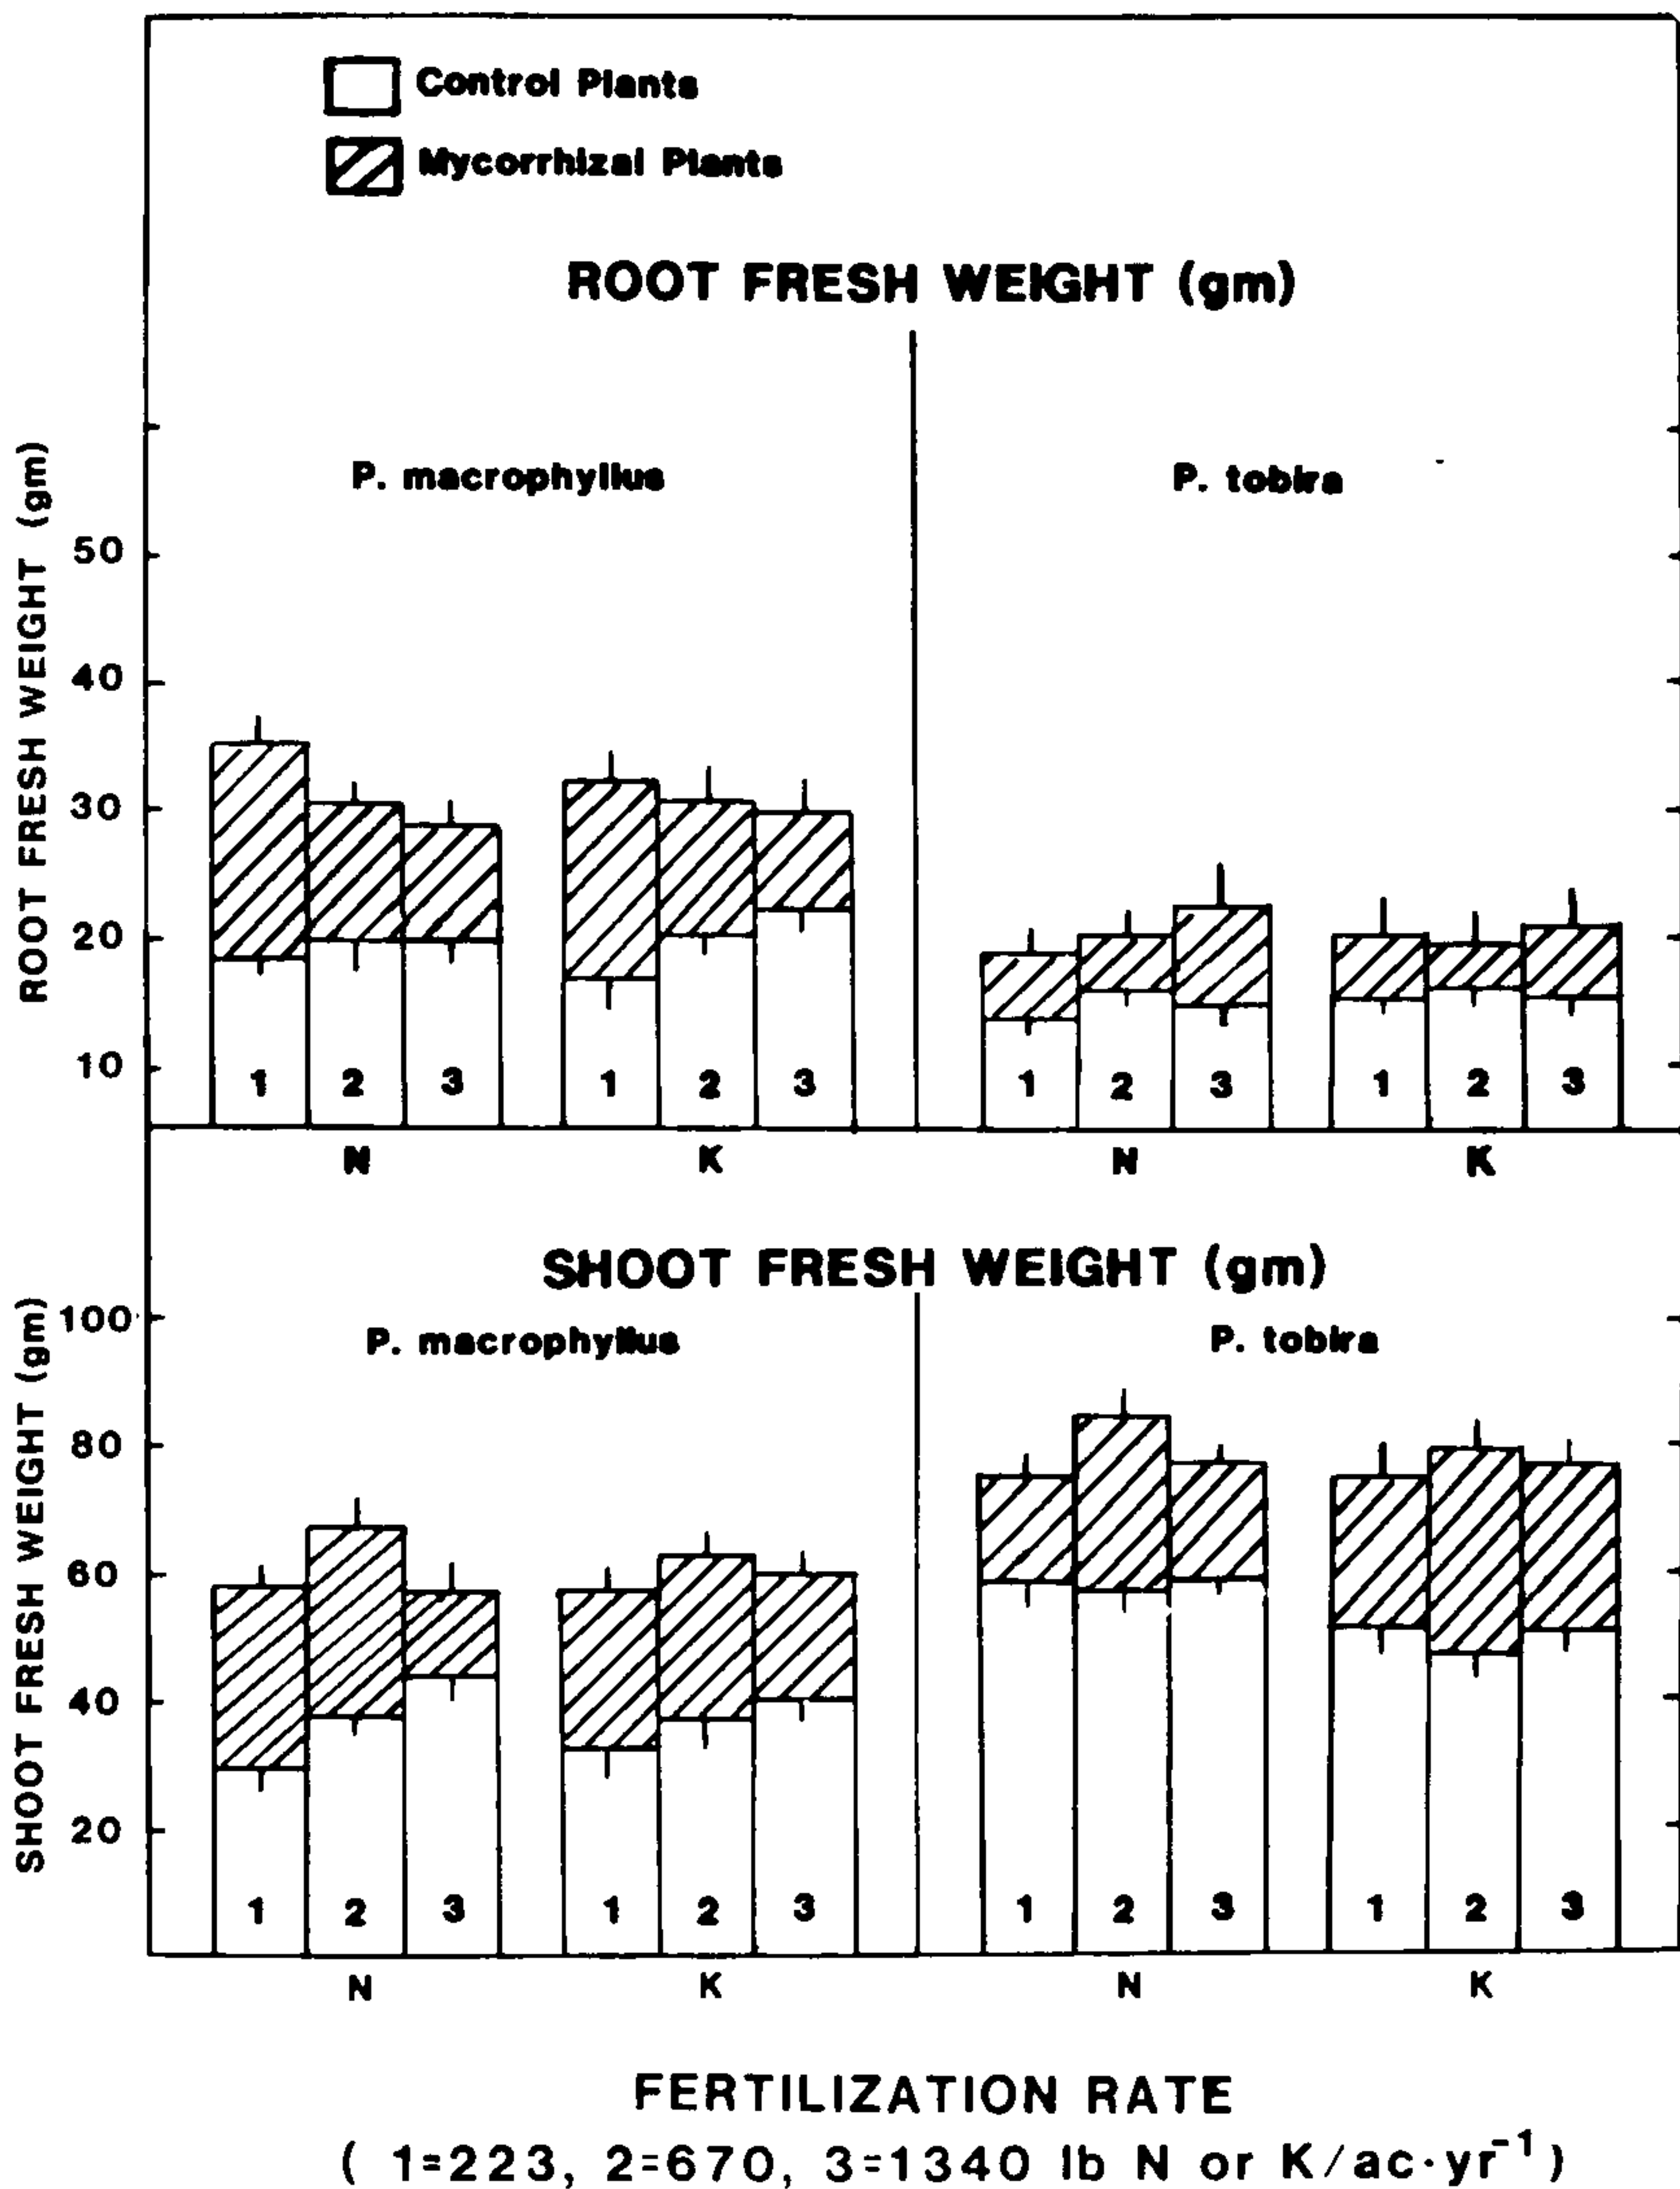 Control Plants
Mycorrhizal Plants
ROOT FRESH WEIGHT (gm)
P. macrophyllus P. tobira
ROOT FRESH WEIGHT (gm)
50
40
30
20
10
1 2 3 1 2 3 1 2 3 1 2 3
N K N K
SHOOT FRESH WEIGHT (gm)
P. macrophyllus P. tobira
SHOOT FRESH WEIGHT (gm)
100
80
60
40
20
1 2 3 1 2 3 1 2 3 1 2 3
N K N K
FERTILIZATION RATE
( 1=223, 2=670, 3=1340 lb N or K/ac·yr⁻¹)